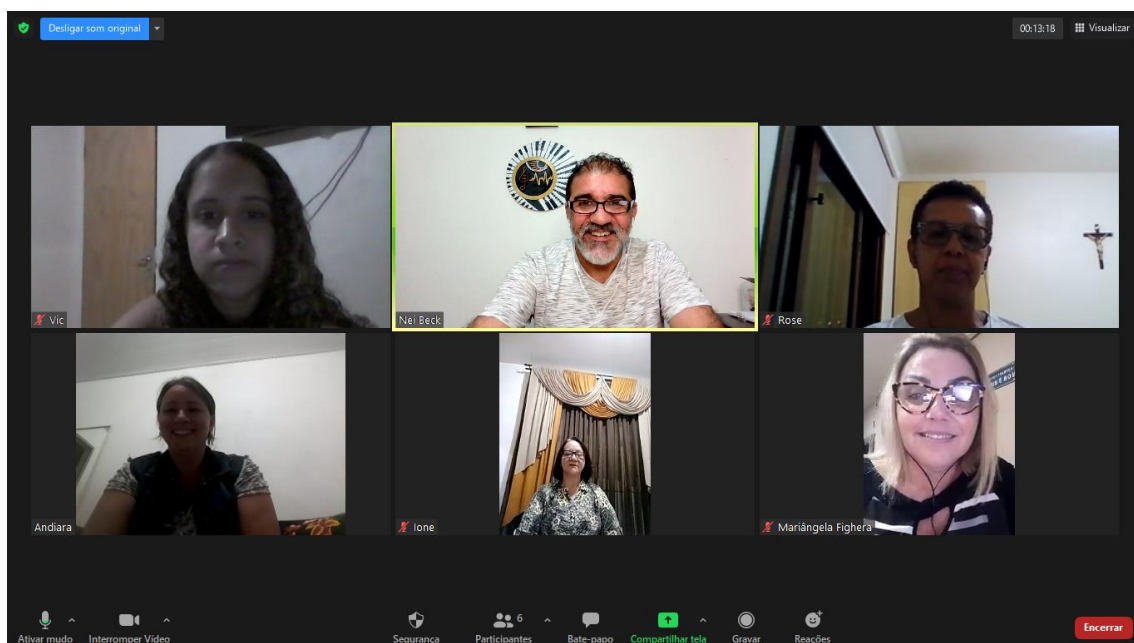 Desligar som original
00:13:18
Visualizar
Vic
Nei Beck
Rose
Andiara
Ione
Mariângela Fighera
Ativar mudo
Interromper Vídeo
Segurança
Participantes
6
Bate-papo
Compartilhar tela
Gravar
Reações
Encerrar